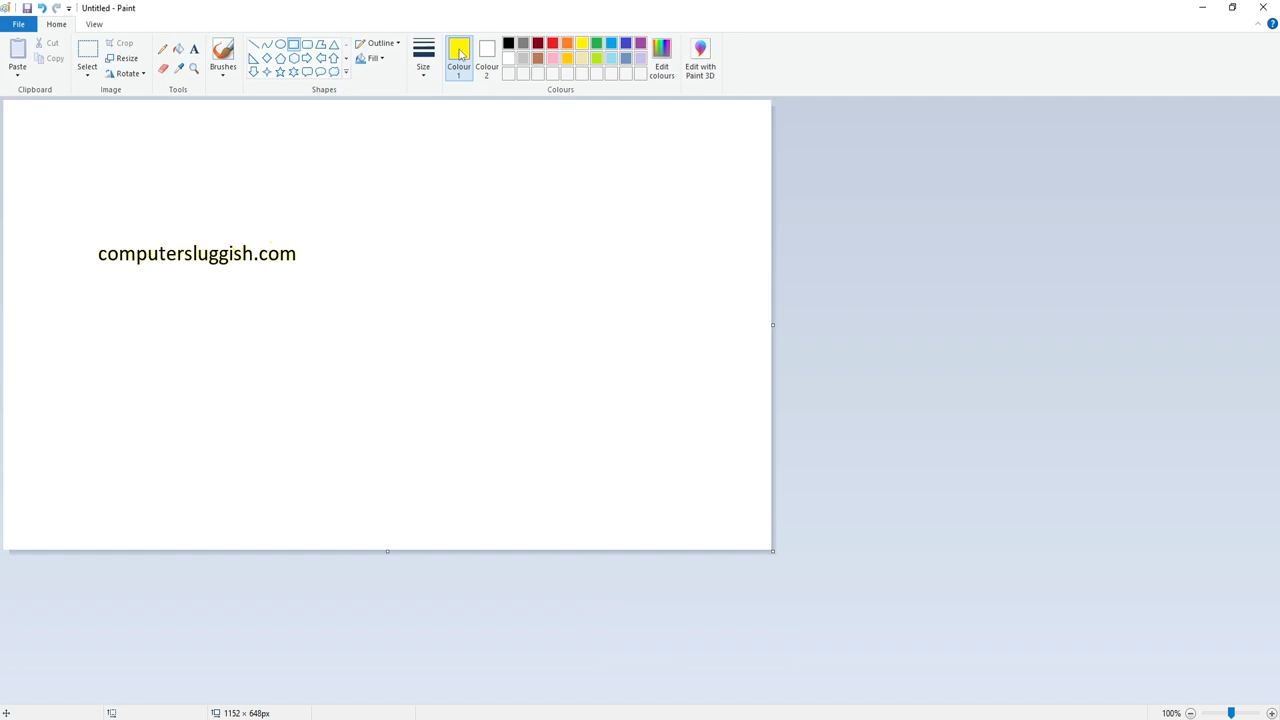 Untitled - Paint
File Home View
Paste
Cut
Copy
Clipboard
Select
Crop
Resize
Rotate
Image
Tools
Brushes
Shapes
Outline
Fill
Size
Colour 1
Colour 2
Colours
Edit colours
Edit with Paint 3D
computersluggish.com
1152 × 648px
100%